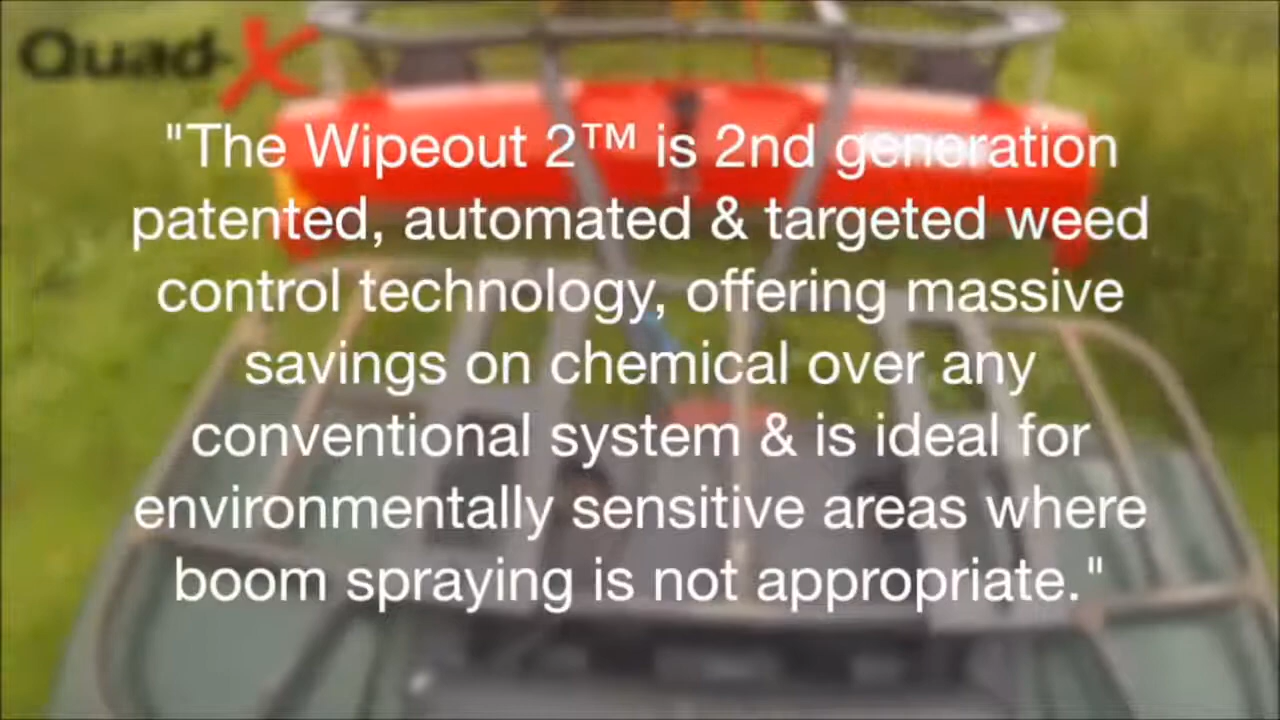 Quad-X
"The Wipeout 2™ is 2nd generation
patented, automated & targeted weed
control technology, offering massive
savings on chemical over any
conventional system & is ideal for
environmentally sensitive areas where
boom spraying is not appropriate."